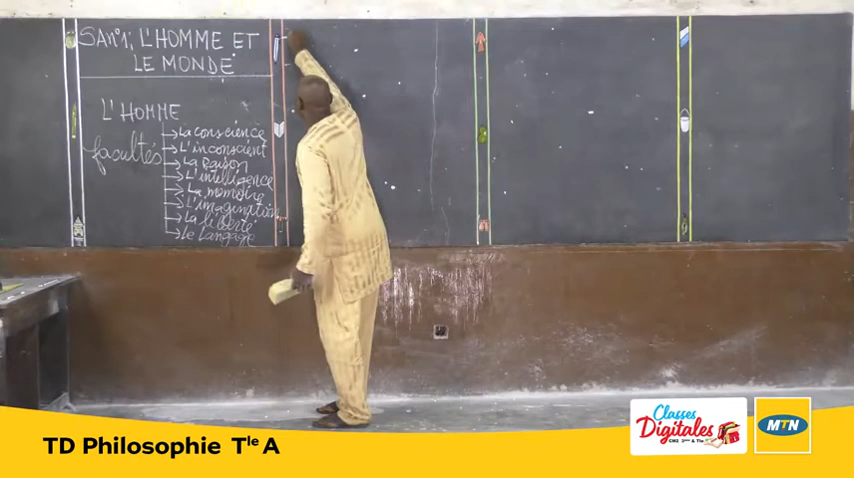 SA n°1; L'HOMME ET
LE MONDE
L'HOMME
facultés
La conscience
L'inconscient
La Raison
L'intelligence
La mémoire
L'imagination
La liberté
Le langage
TD Philosophie Tle A
Classes
Digitales
MTN